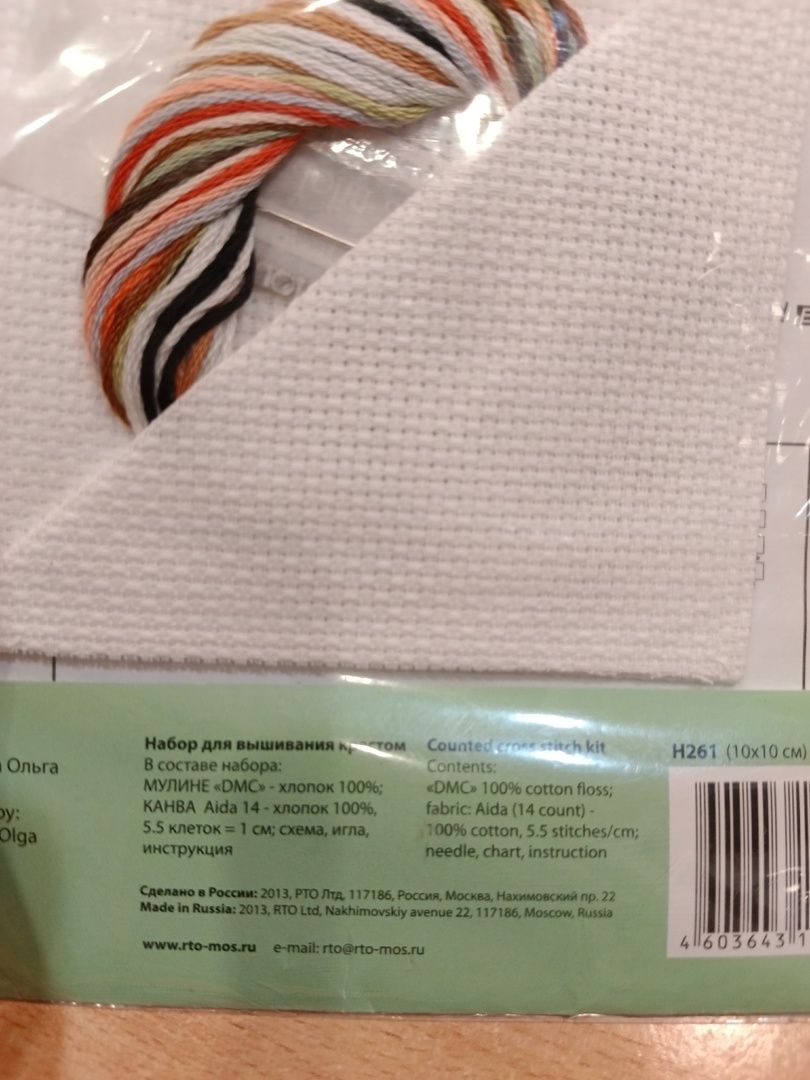 Ольга
by:
Olga
Набор для вышивания крестом
В составе набора:
МУЛИНЕ «DMC» - хлопок 100%;
КАНВА Aida 14 - хлопок 100%,
5.5 клеток = 1 см; схема, игла,
инструкция
Counted cross stitch kit
Contents:
«DMC» 100% cotton floss;
fabric: Aida (14 count) -
100% cotton, 5.5 stitches/cm;
needle, chart, instruction
H261 (10x10 см)
Сделано в России: 2013, РТО Лтд, 117186, Россия, Москва, Нахимовский пр. 22
Made in Russia: 2013, RTO Ltd, Nakhimovskiy avenue 22, 117186, Moscow, Russia
www.rto-mos.ru e-mail: rto@rto-mos.ru
4 603643 1